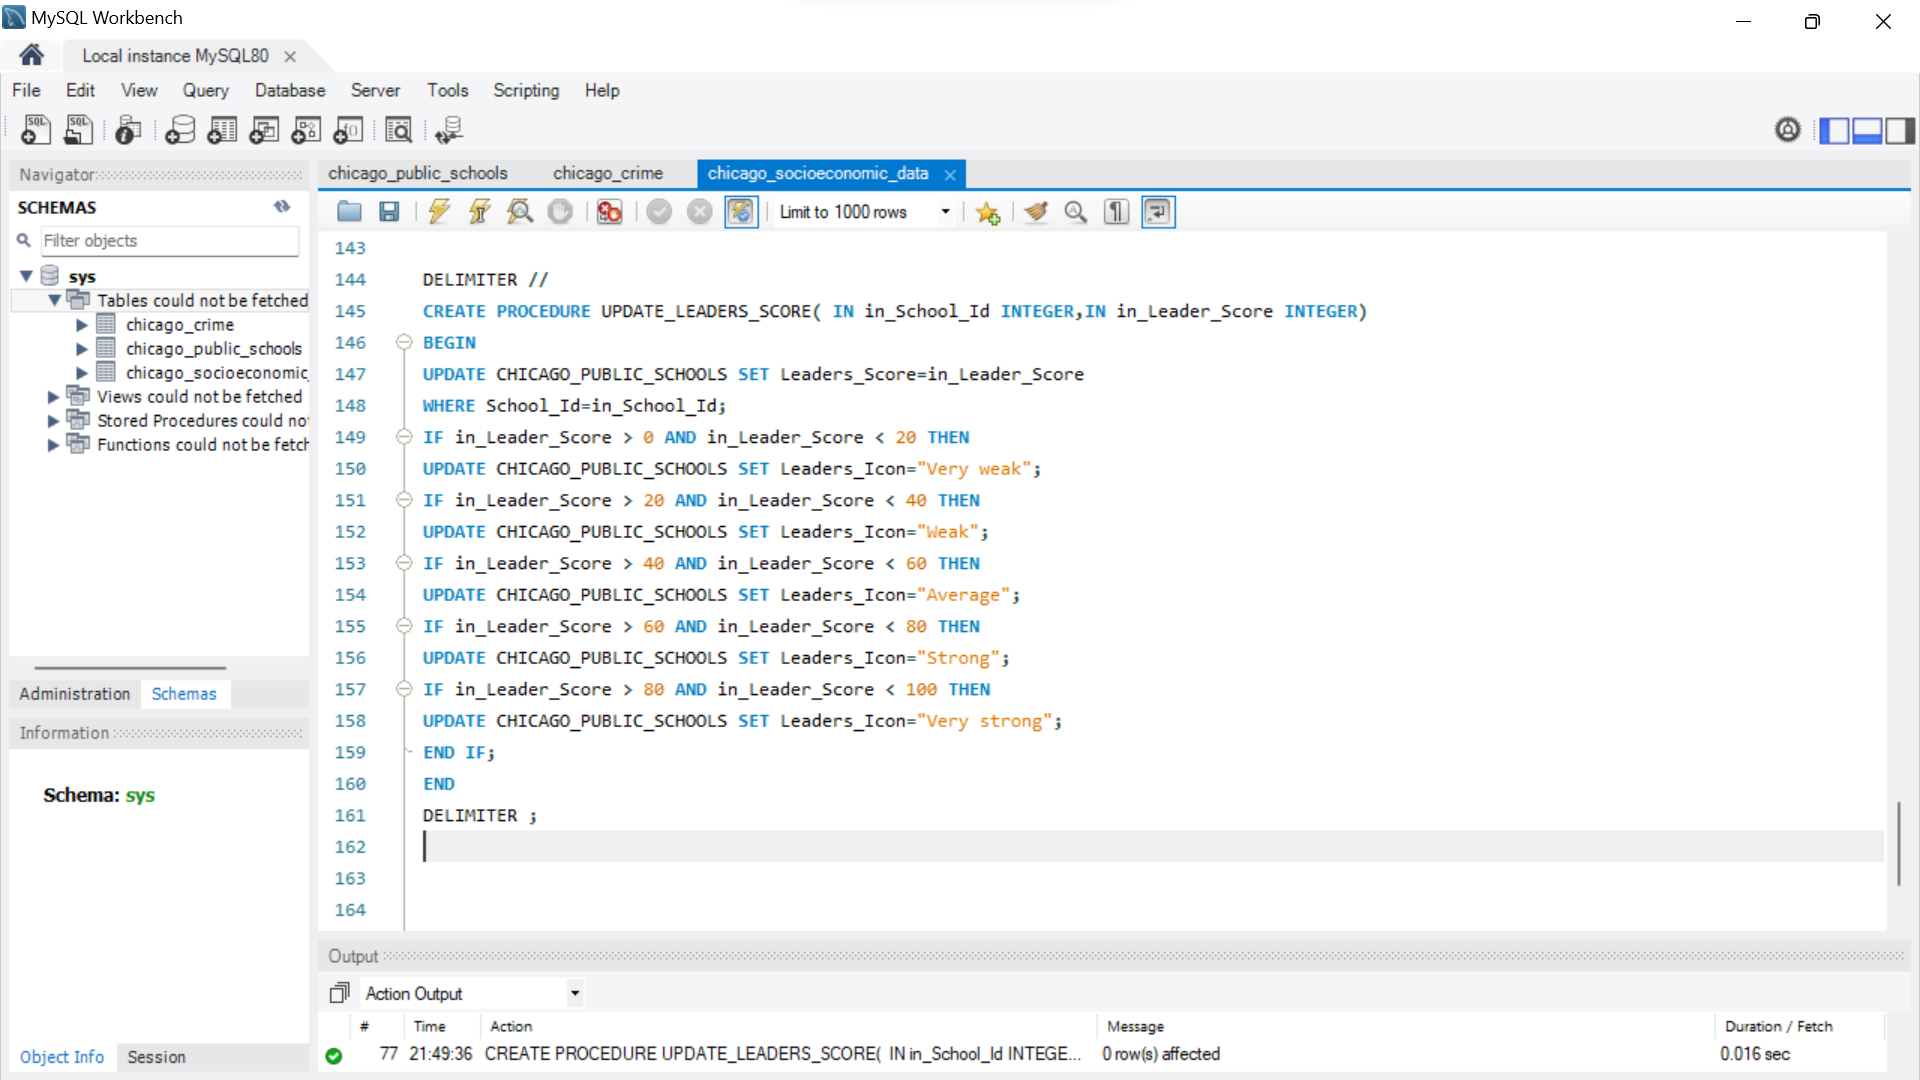 MySQL Workbench
Local instance MySQL80
File Edit View Query Database Server Tools Scripting Help
Navigator
SCHEMAS
Filter objects
sys
Tables could not be fetched
chicago_crime
chicago_public_schools
chicago_socioeconomic_
Views could not be fetched
Stored Procedures could not
Functions could not be fetch
Administration Schemas
Information
Schema: sys
Object Info Session
chicago_public_schools chicago_crime chicago_socioeconomic_data
Limit to 1000 rows
143
144 DELIMITER //
145 CREATE PROCEDURE UPDATE_LEADERS_SCORE( IN in_School_Id INTEGER,IN in_Leader_Score INTEGER)
146 BEGIN
147 UPDATE CHICAGO_PUBLIC_SCHOOLS SET Leaders_Score=in_Leader_Score
148 WHERE School_Id=in_School_Id;
149 IF in_Leader_Score > 0 AND in_Leader_Score < 20 THEN
150 UPDATE CHICAGO_PUBLIC_SCHOOLS SET Leaders_Icon="Very weak";
151 IF in_Leader_Score > 20 AND in_Leader_Score < 40 THEN
152 UPDATE CHICAGO_PUBLIC_SCHOOLS SET Leaders_Icon="Weak";
153 IF in_Leader_Score > 40 AND in_Leader_Score < 60 THEN
154 UPDATE CHICAGO_PUBLIC_SCHOOLS SET Leaders_Icon="Average";
155 IF in_Leader_Score > 60 AND in_Leader_Score < 80 THEN
156 UPDATE CHICAGO_PUBLIC_SCHOOLS SET Leaders_Icon="Strong";
157 IF in_Leader_Score > 80 AND in_Leader_Score < 100 THEN
158 UPDATE CHICAGO_PUBLIC_SCHOOLS SET Leaders_Icon="Very strong";
159 END IF;
160 END
161 DELIMITER ;
162
163
164
Output
Action Output
# Time Action Message Duration / Fetch
77 21:49:36 CREATE PROCEDURE UPDATE_LEADERS_SCORE( IN in_School_Id INTEGE... 0 row(s) affected 0.016 sec